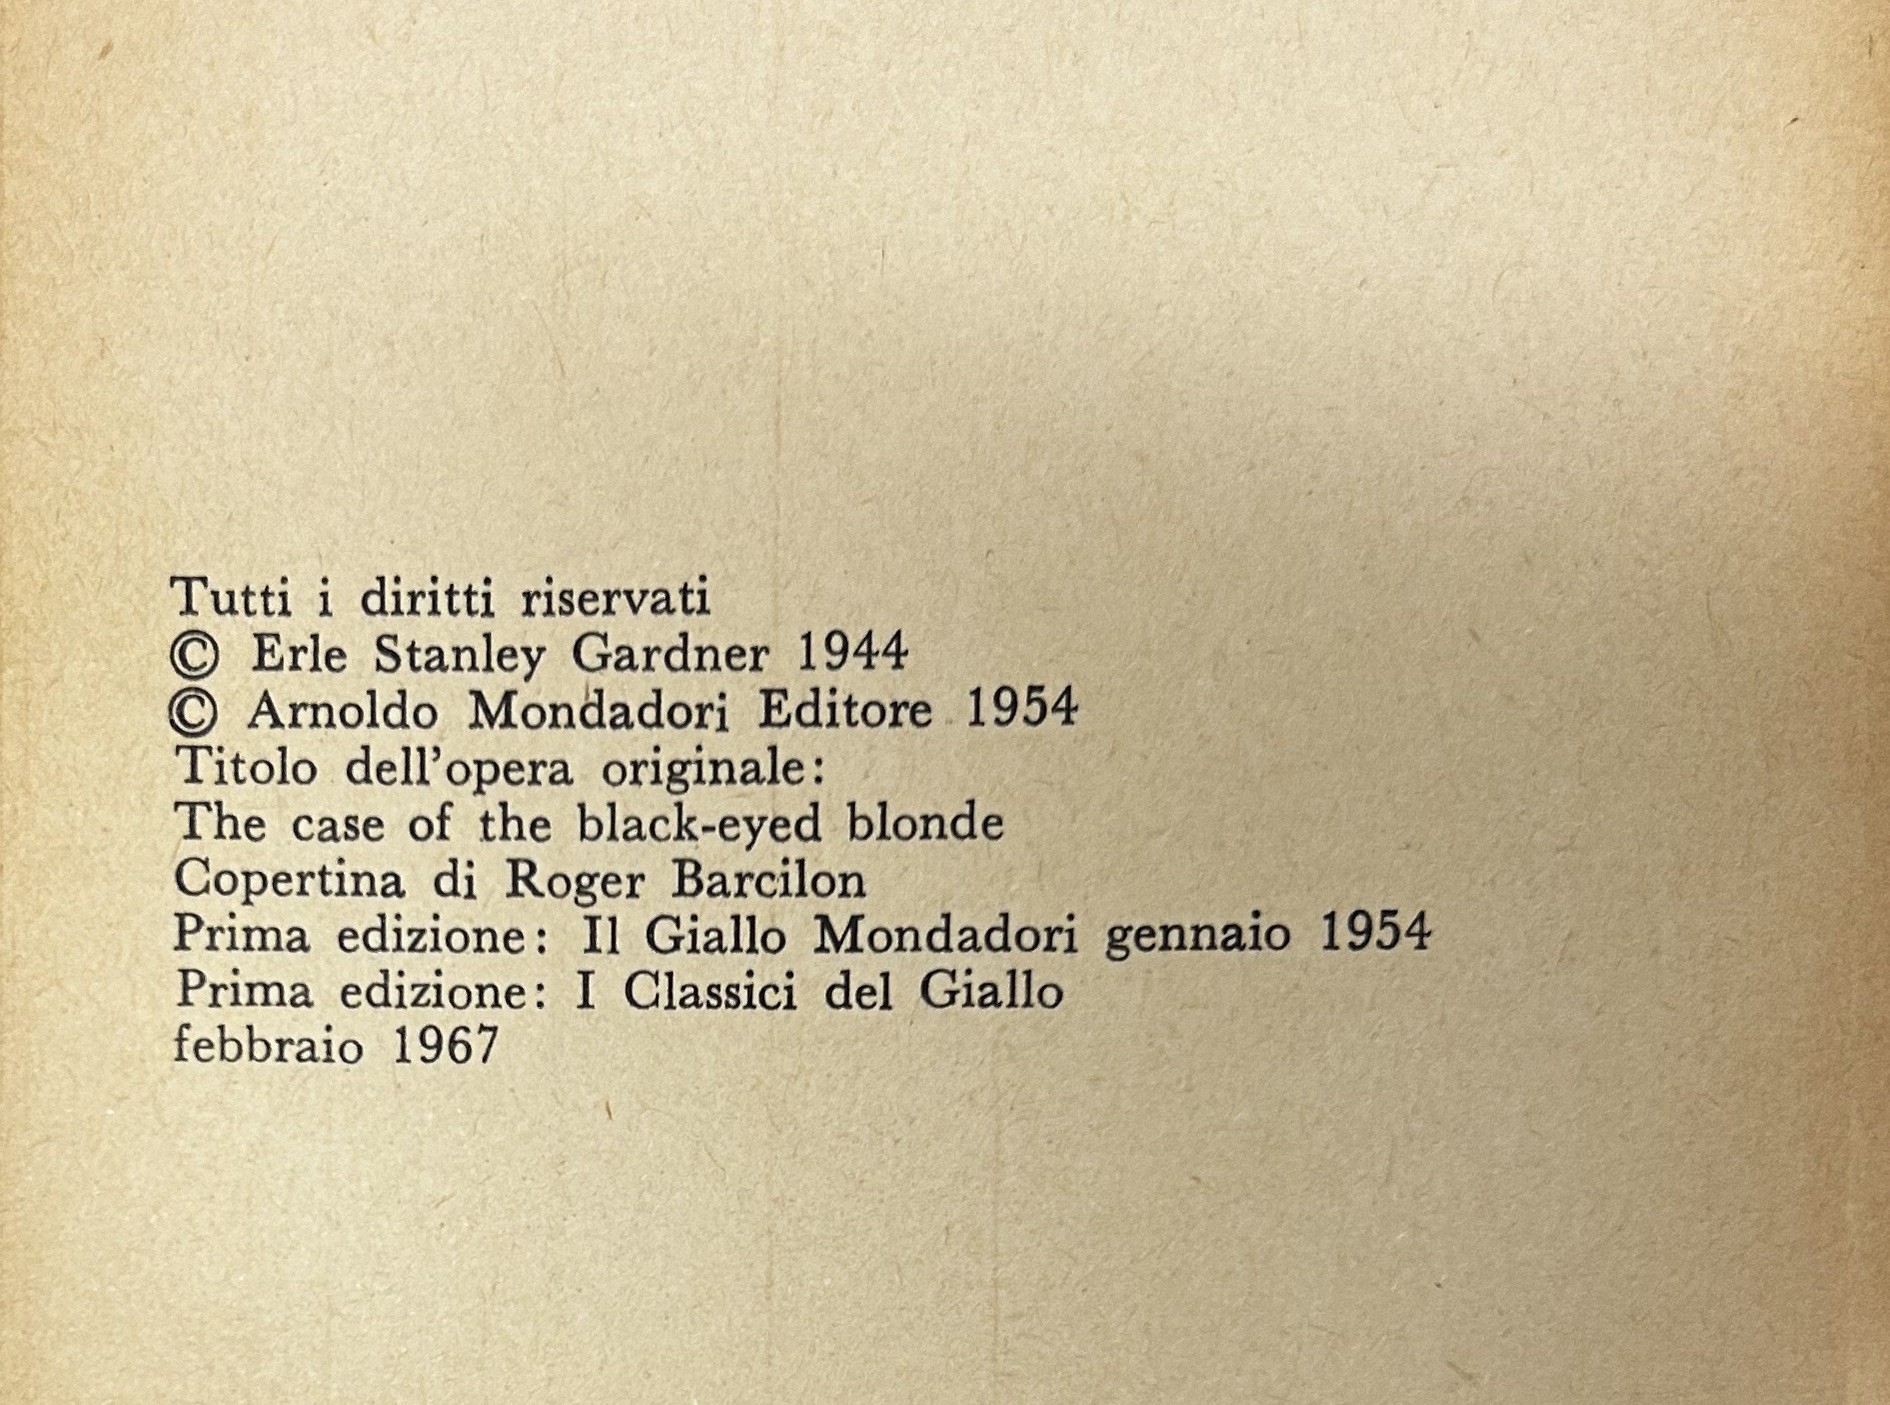 Tutti i diritti riservati
© Erle Stanley Gardner 1944
© Arnoldo Mondadori Editore 1954
Titolo dell'opera originale:
The case of the black-eyed blonde
Copertina di Roger Barcilon
Prima edizione: Il Giallo Mondadori gennaio 1954
Prima edizione: I Classici del Giallo
febbraio 1967